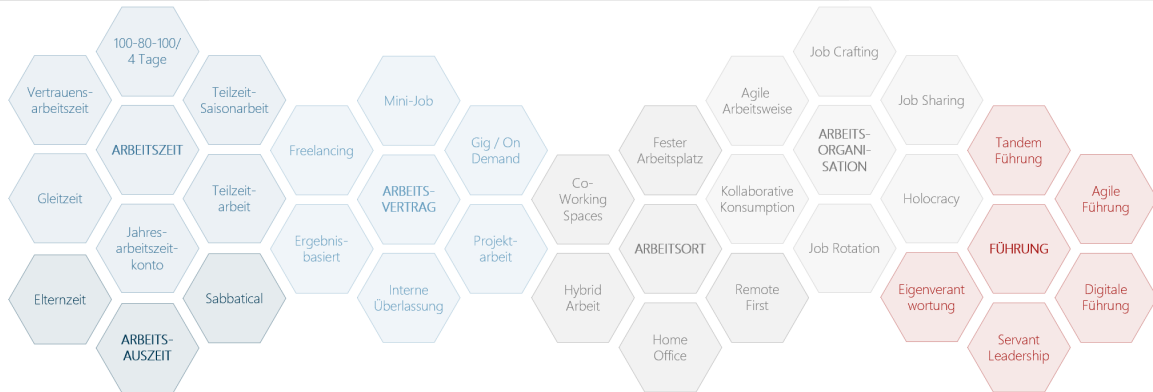 100-80-100/
4 Tage
Vertrauens-
arbeitszeit
Teilzeit-
Saisonarbeit
ARBEITSZEIT
Gleitzeit
Teilzeit-
arbeit
Jahres-
arbeitszeit-
konto
Elternzeit
Sabbatical
ARBEITS-
AUSZEIT
Mini-Job
Freelancing
Gig / On
Demand
ARBEITS-
VERTRAG
Ergebnis-
basiert
Projekt-
arbeit
Interne
Überlassung
Fester
Arbeitsplatz
Co-
Working
Spaces
ARBEITSORT
Hybrid
Arbeit
Remote
First
Home
Office
Job Crafting
Agile
Arbeitsweise
Job Sharing
ARBEITS-
ORGANI-
SATION
Kollaborative
Konsumption
Holocracy
Job Rotation
Tandem
Führung
Agile
Führung
FÜHRUNG
Eigenverant
wortung
Digitale
Führung
Servant
Leadership